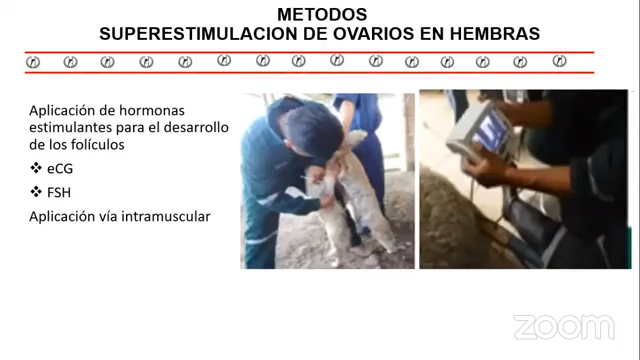 METODOS
SUPERESTIMULACION DE OVARIOS EN HEMBRAS
Aplicación de hormonas
estimulantes para el desarrollo
de los folículos
❖ eCG
❖ FSH
Aplicación vía intramuscular
zoom